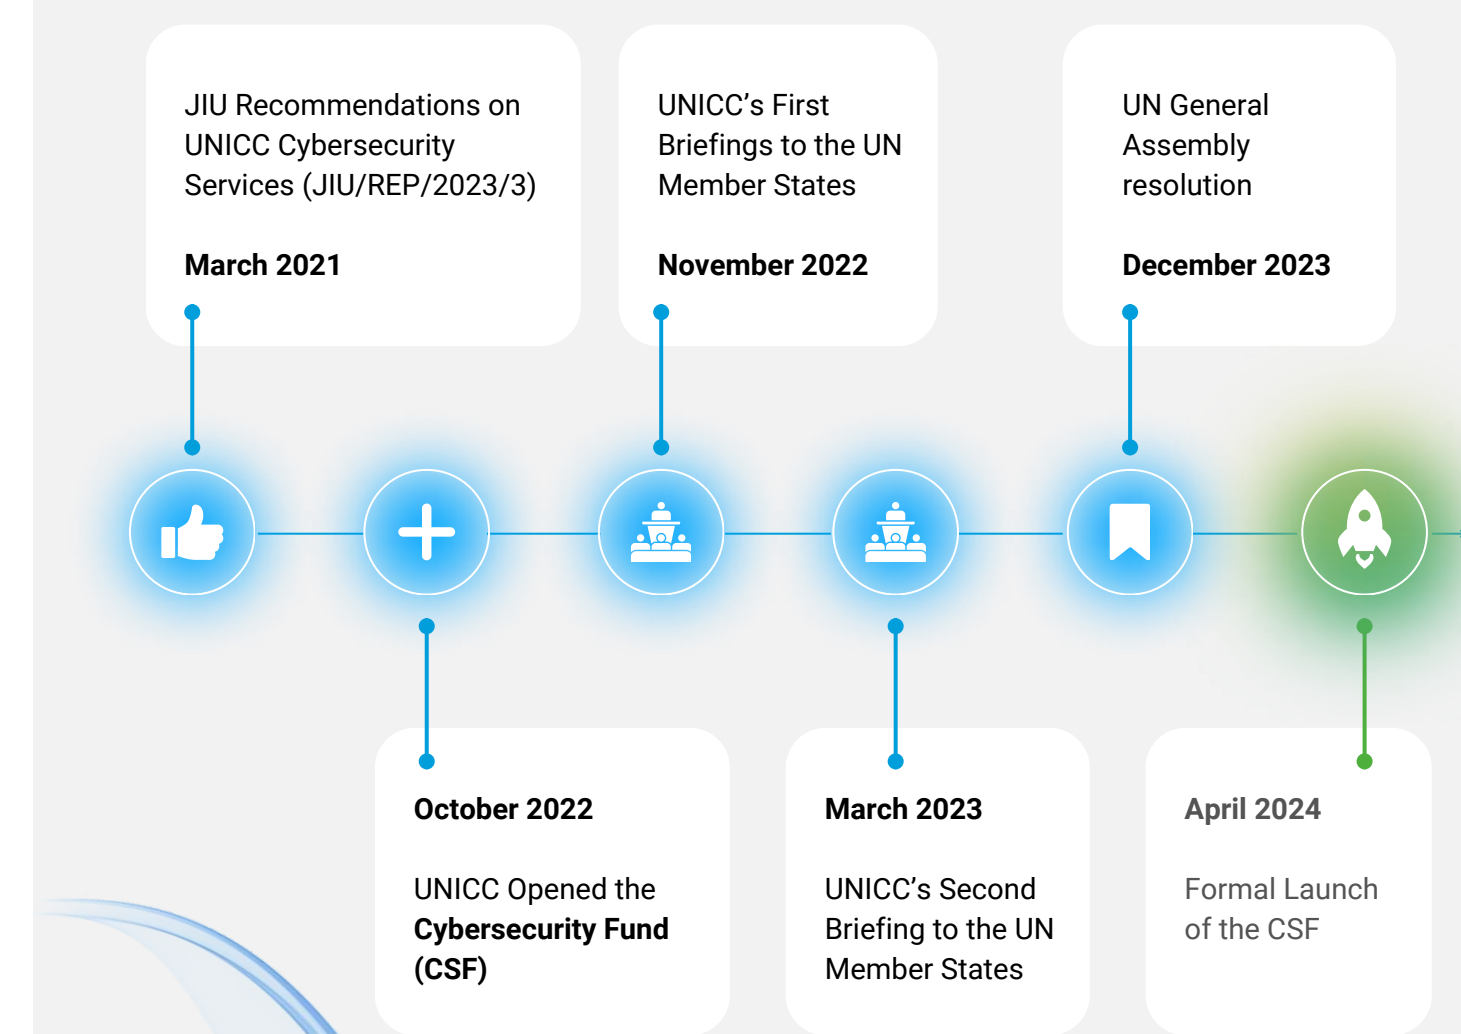 JIU Recommendations on
UNICC Cybersecurity
Services (JIU/REP/2023/3)
March 2021
UNICC’s First
Briefings to the UN
Member States
November 2022
UN General
Assembly
resolution
December 2023
October 2022
UNICC Opened the
Cybersecurity Fund
(CSF)
March 2023
UNICC’s Second
Briefing to the UN
Member States
April 2024
Formal Launch
of the CSF